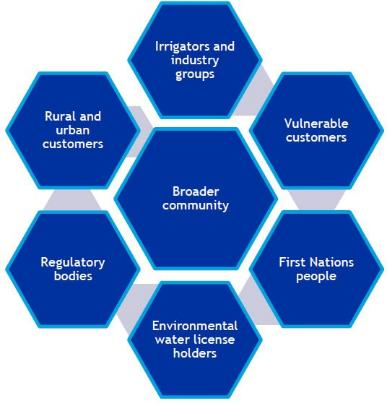 Irrigators and
industry
groups
Rural and
urban
customers
Vulnerable
customers
Broader
community
Regulatory
bodies
First Nations
people
Environmental
water license
holders